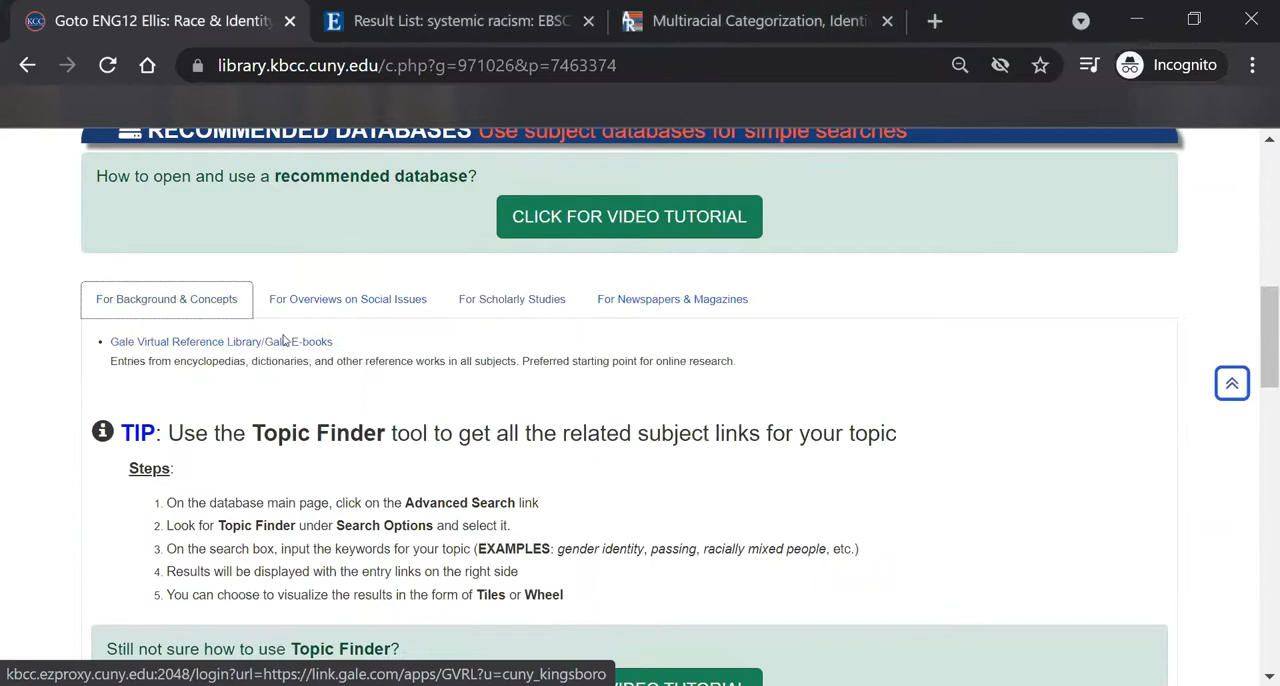 Goto ENG12 Ellis: Race & Identity
Result List: systemic racism: EBSC
Multiracial Categorization, Identi
library.kbcc.cuny.edu/c.php?g=971026&p=7463374
Incognito
RECOMMENDED DATABASES Use subject databases for simple searches
How to open and use a recommended database?
CLICK FOR VIDEO TUTORIAL
For Background & Concepts
For Overviews on Social Issues
For Scholarly Studies
For Newspapers & Magazines
• Gale Virtual Reference Library/Gale E-books
Entries from encyclopedias, dictionaries, and other reference works in all subjects. Preferred starting point for online research.
TIP: Use the Topic Finder tool to get all the related subject links for your topic
Steps:
1. On the database main page, click on the Advanced Search link
2. Look for Topic Finder under Search Options and select it.
3. On the search box, input the keywords for your topic (EXAMPLES: gender identity, passing, racially mixed people, etc.)
4. Results will be displayed with the entry links on the right side
5. You can choose to visualize the results in the form of Tiles or Wheel
Still not sure how to use Topic Finder?
VIDEO TUTORIAL
kbcc.ezproxy.cuny.edu:2048/login?url=https://link.gale.com/apps/GVRL?u=cuny_kingsboro